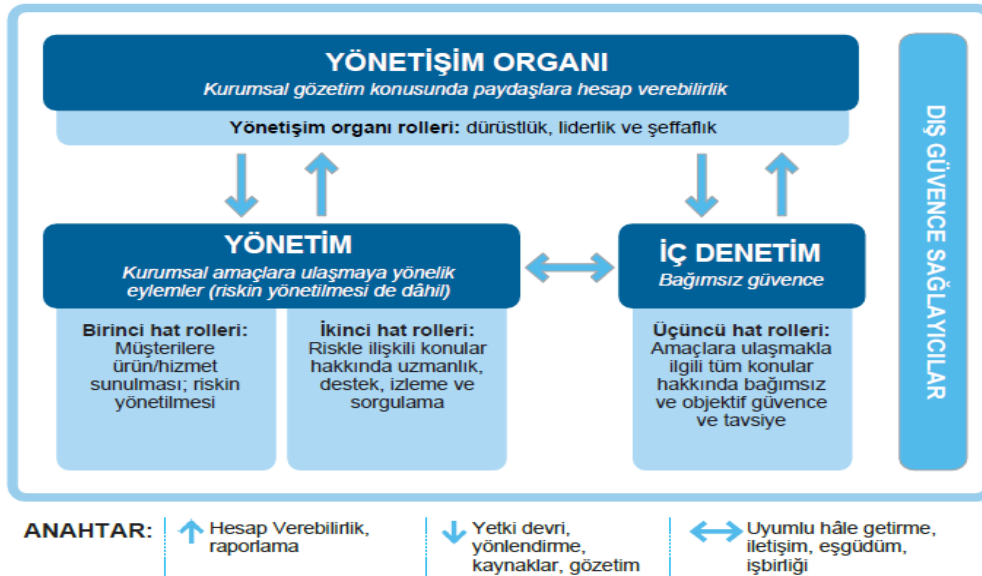 YÖNETİŞİM ORGANI
Kurumsal gözetim konusunda paydaşlara hesap verebilirlik
Yönetişim organı rolleri: dürüstlük, liderlik ve şeffaflık
YÖNETİM
Kurumsal amaçlara ulaşmaya yönelik
eylemler (riskin yönetilmesi de dâhil)
Birinci hat rolleri:
Müşterilere
ürün/hizmet
sunulması; riskin
yönetilmesi
İkinci hat rolleri:
Riskle ilişkili konular
hakkında uzmanlık,
destek, izleme ve
sorgulama
İÇ DENETİM
Bağımsız güvence
Üçüncü hat rolleri:
Amaçlara ulaşmakla
ilgili tüm konular
hakkında bağımsız
ve objektif güvence
ve tavsiye
DIŞ GÜVENCE SAĞLAYICILAR
ANAHTAR:
Hesap Verebilirlik,
raporlama
Yetki devri,
yönlendirme,
kaynaklar, gözetim
Uyumlu hâle getirme,
iletişim, eşgüdüm,
işbirliği